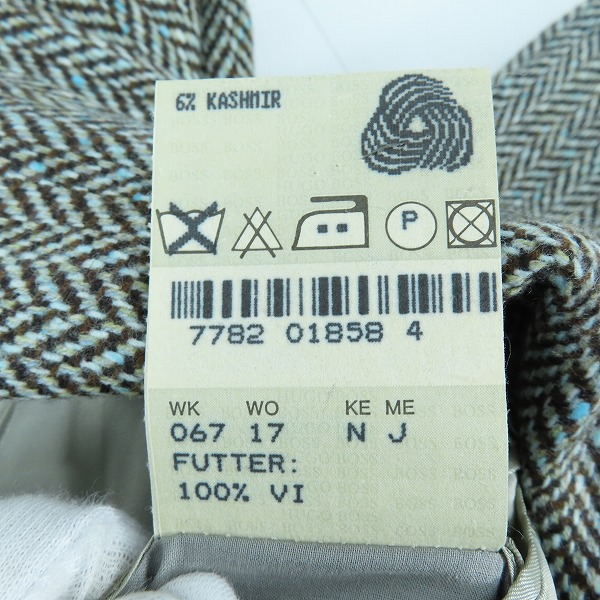 6% KASHMIR
P
7782 01858 4
WK WO KE ME
067 17 N J
FUTTER:
100% VI